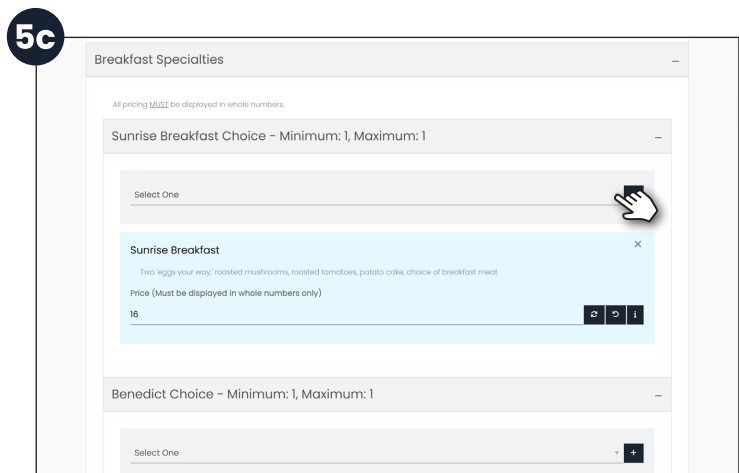 5c
Breakfast Specialties –
All pricing MUST be displayed in whole numbers.
Sunrise Breakfast Choice - Minimum: 1, Maximum: 1 –
Select One
Sunrise Breakfast ×
Two 'eggs your way,' roasted mushrooms, roasted tomatoes, potato cake, choice of breakfast meat
Price (Must be displayed in whole numbers only)
16 i
Benedict Choice - Minimum: 1, Maximum: 1 –
Select One +